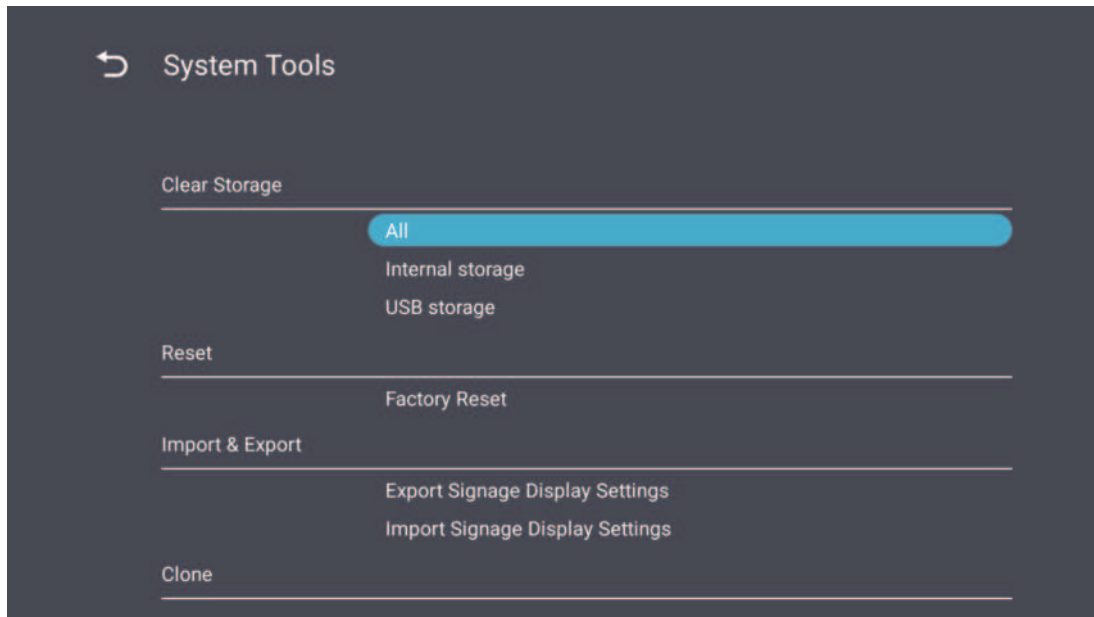 System Tools
Clear Storage
All
Internal storage
USB storage
Reset
Factory Reset
Import & Export
Export Signage Display Settings
Import Signage Display Settings
Clone